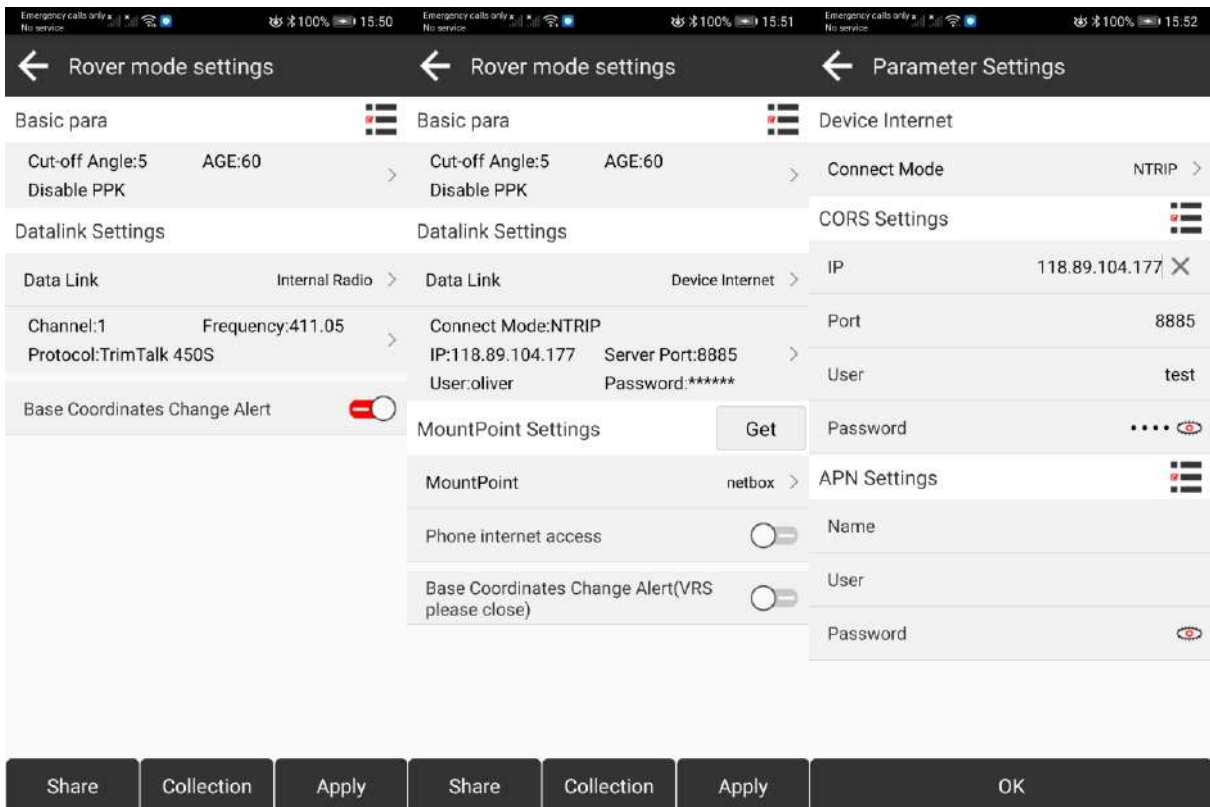 Emergency calls only
No service
100% 15:50
Rover mode settings
Basic para
Cut-off Angle:5 AGE:60
Disable PPK
Datalink Settings
Data Link Internal Radio
Channel:1 Frequency:411.05
Protocol:TrimTalk 450S
Base Coordinates Change Alert
Share Collection Apply
Emergency calls only
No service
100% 15:51
Rover mode settings
Basic para
Cut-off Angle:5 AGE:60
Disable PPK
Datalink Settings
Data Link Device Internet
Connect Mode:NTRIP
IP:118.89.104.177 Server Port:8885
User:oliver Password:******
MountPoint Settings Get
MountPoint netbox
Phone internet access
Base Coordinates Change Alert(VRS
please close)
Share Collection Apply
Emergency calls only
No service
100% 15:52
Parameter Settings
Device Internet
Connect Mode NTRIP
CORS Settings
IP 118.89.104.177
Port 8885
User test
Password ••••
APN Settings
Name
User
Password
OK